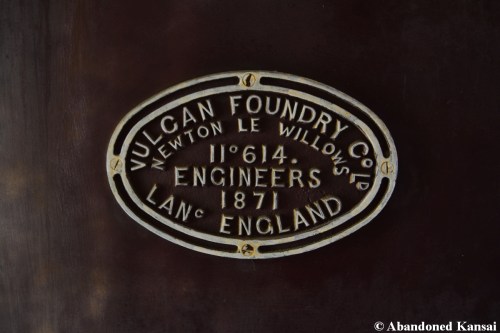 VULCAN FOUNDRY Co LD
NEWTON LE WILLOWS
No 614.
ENGINEERS
1871
LANc ENGLAND
© Abandoned Kansai